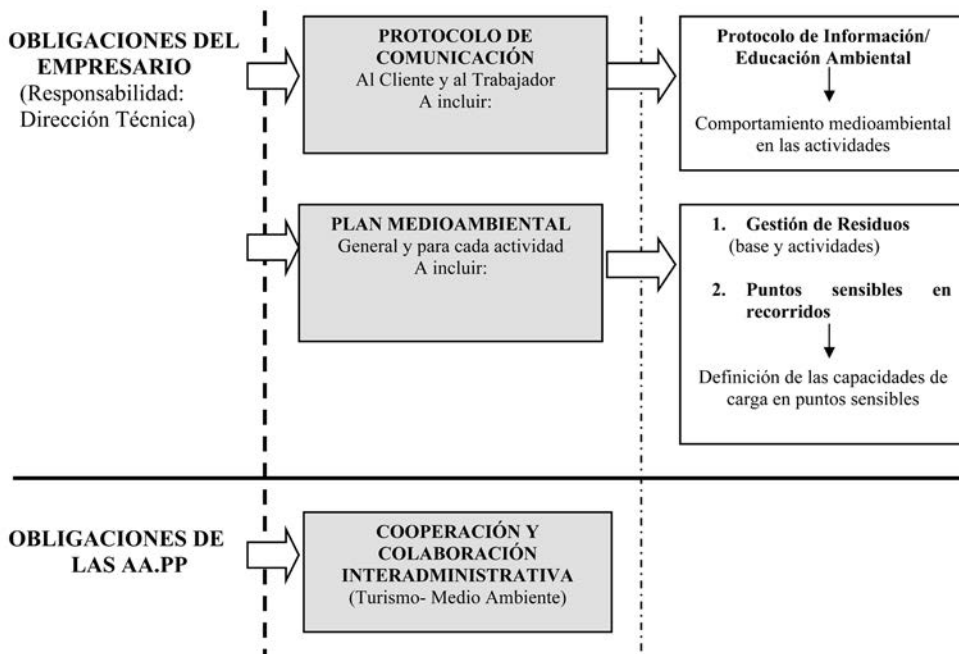 OBLIGACIONES DEL
EMPRESARIO
(Responsabilidad:
Dirección Técnica)
PROTOCOLO DE
COMUNICACIÓN
Al Cliente y al Trabajador
A incluir:
Protocolo de Información/
Educación Ambiental
Comportamiento medioambiental
en las actividades
PLAN MEDIOAMBIENTAL
General y para cada actividad
A incluir:
1. Gestión de Residuos
(base y actividades)
2. Puntos sensibles en
recorridos
Definición de las capacidades de
carga en puntos sensibles
OBLIGACIONES DE
LAS AA.PP
COOPERACIÓN Y
COLABORACIÓN
INTERADMINISTRATIVA
(Turismo- Medio Ambiente)